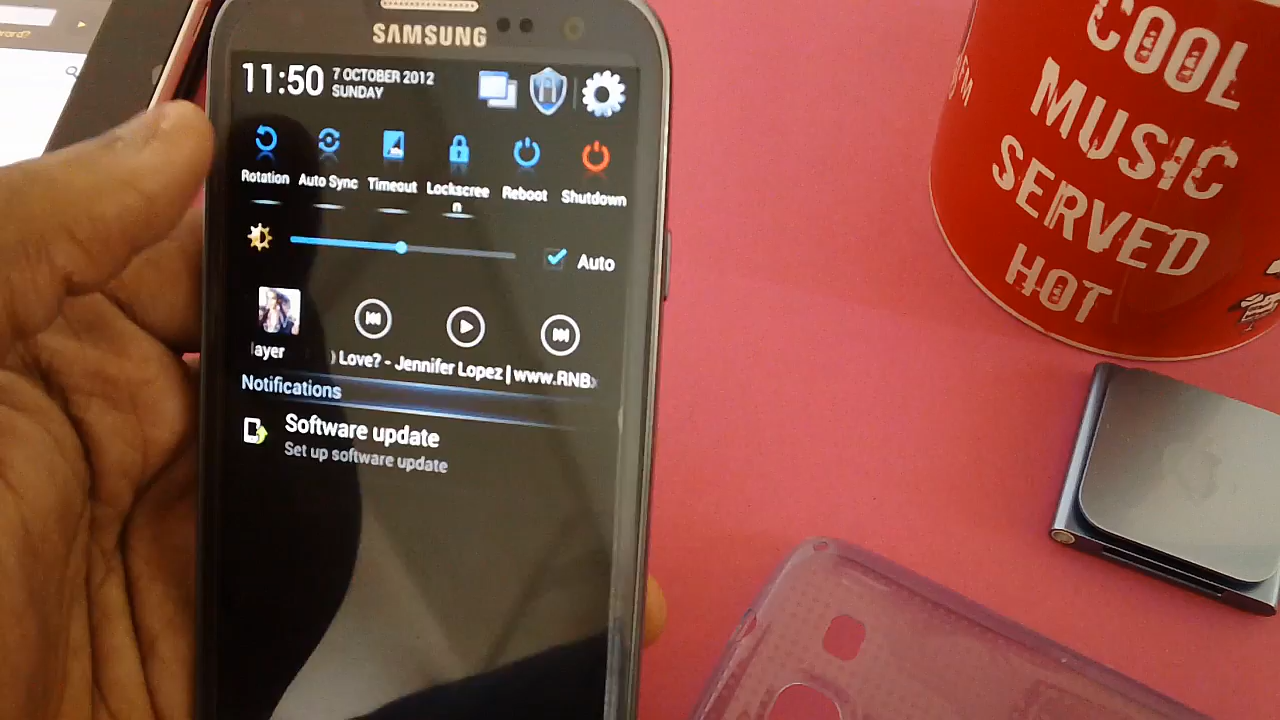 SAMSUNG
11:50 7 OCTOBER 2012
SUNDAY
Rotation Auto Sync Timeout Lockscree
n Reboot Shutdown
Auto
layer ) Love? - Jennifer Lopez | www.RNB
Notifications
Software update
Set up software update
COOL
MUSIC
SERVED
HOT
FM